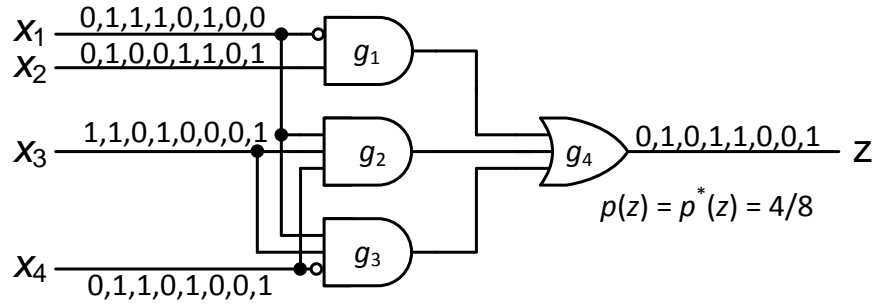 x1 0,1,1,1,0,1,0,0
x2 0,1,0,0,1,1,0,1
g1
x3 1,1,0,1,0,0,0,1
g2
g4
0,1,0,1,1,0,0,1 z
p(z) = p*(z) = 4/8
g3
x4
0,1,1,0,1,0,0,1